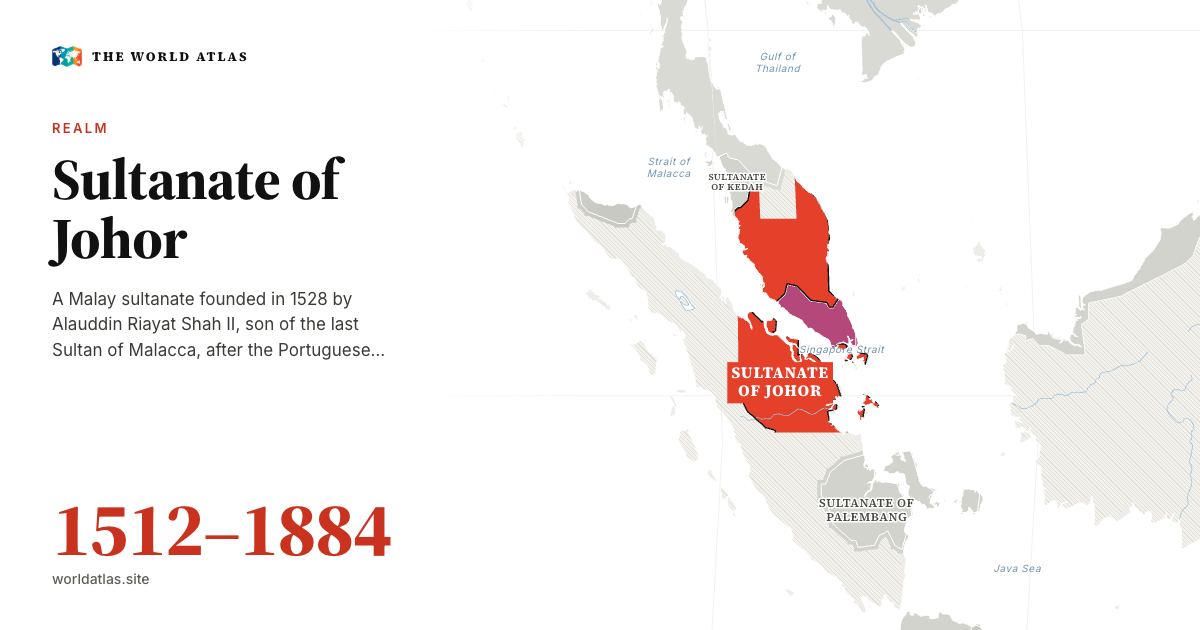 THE WORLD ATLAS
REALM
Sultanate of
Johor
A Malay sultanate founded in 1528 by
Alauddin Riayat Shah II, son of the last
Sultan of Malacca, after the Portuguese...
1512–1884
worldatlas.site
Gulf of
Thailand
Strait of
Malacca
SULTANATE
OF KEDAH
Singapore Strait
SULTANATE
OF JOHOR
SULTANATE OF
PALEMBANG
Java Sea